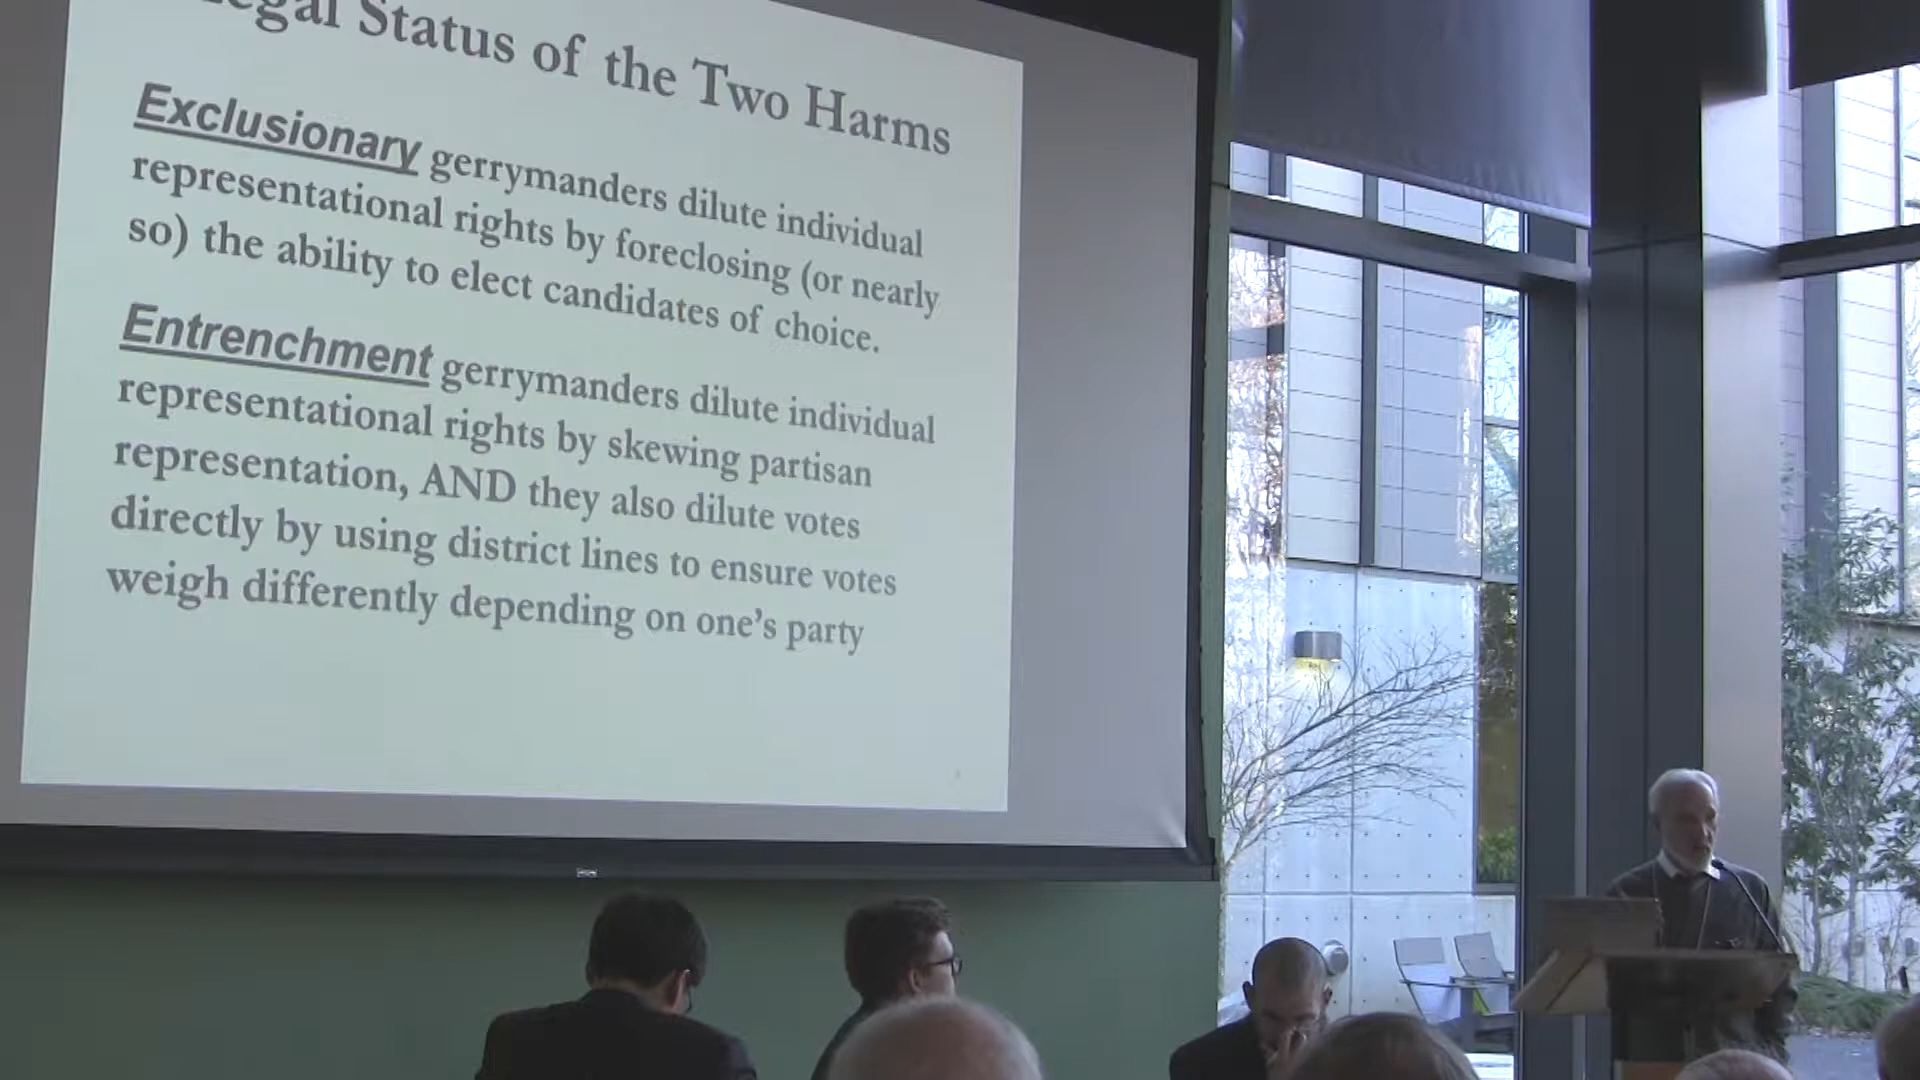 Legal Status of the Two Harms
Exclusionary gerrymanders dilute individual
representational rights by foreclosing (or nearly
so) the ability to elect candidates of choice.
Entrenchment gerrymanders dilute individual
representational rights by skewing partisan
representation, AND they also dilute votes
directly by using district lines to ensure votes
weigh differently depending on one's party